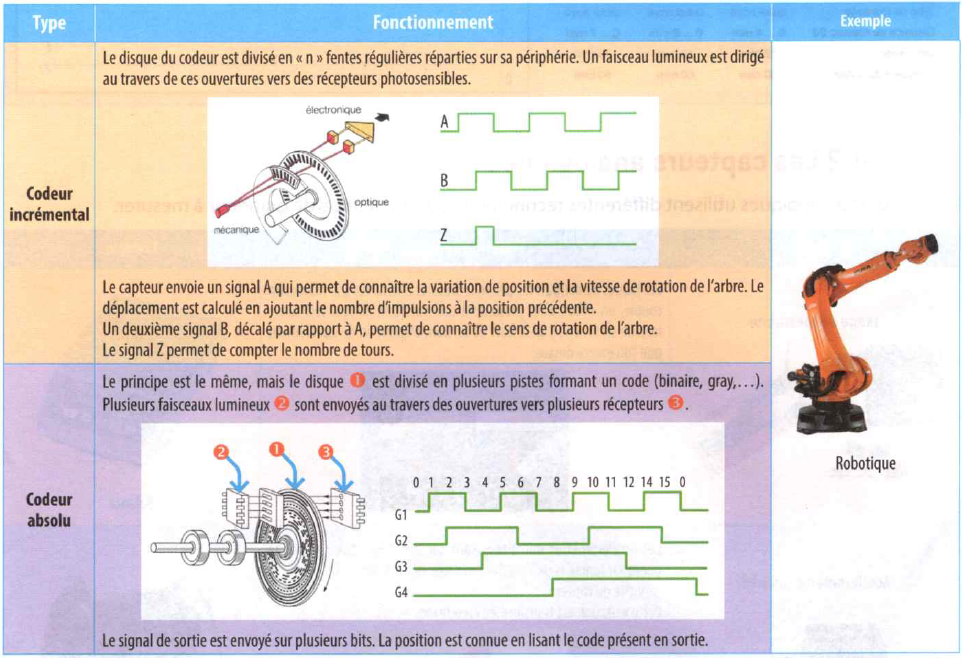 Type
Fonctionnement
Exemple
Codeur
incrémental
Le disque du codeur est divisé en « n » fentes régulières réparties sur sa périphérie. Un faisceau lumineux est dirigé
au travers de ces ouvertures vers des récepteurs photosensibles.
électronique
optique
mécanique
A
B
Z
Le capteur envoie un signal A qui permet de connaître la variation de position et la vitesse de rotation de l'arbre. Le
déplacement est calculé en ajoutant le nombre d'impulsions à la position précédente.
Un deuxième signal B, décalé par rapport à A, permet de connaître le sens de rotation de l'arbre.
Le signal Z permet de compter le nombre de tours.
Codeur
absolu
Le principe est le même, mais le disque 1 est divisé en plusieurs pistes formant un code (binaire, gray,…).
Plusieurs faisceaux lumineux 2 sont envoyés au travers des ouvertures vers plusieurs récepteurs 3.
2 1 3
0 1 2 3 4 5 6 7 8 9 10 11 12 14 15 0
G1
G2
G3
G4
Le signal de sortie est envoyé sur plusieurs bits. La position est connue en lisant le code présent en sortie.
Robotique